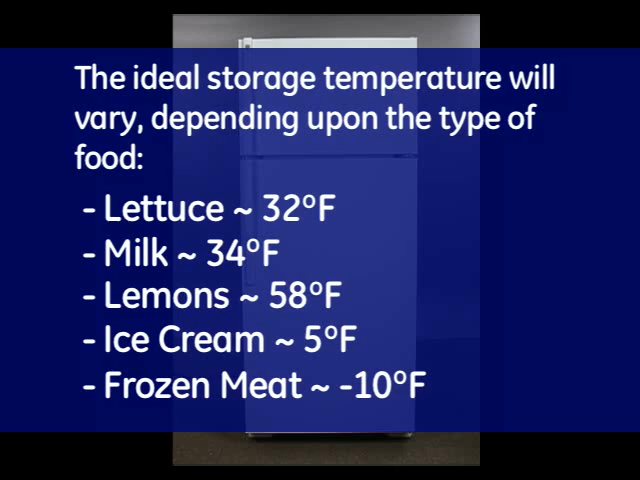 The ideal storage temperature will
vary, depending upon the type of
food:
- Lettuce ~ 32°F
- Milk ~ 34°F
- Lemons ~ 58°F
- Ice Cream ~ 5°F
- Frozen Meat ~ -10°F